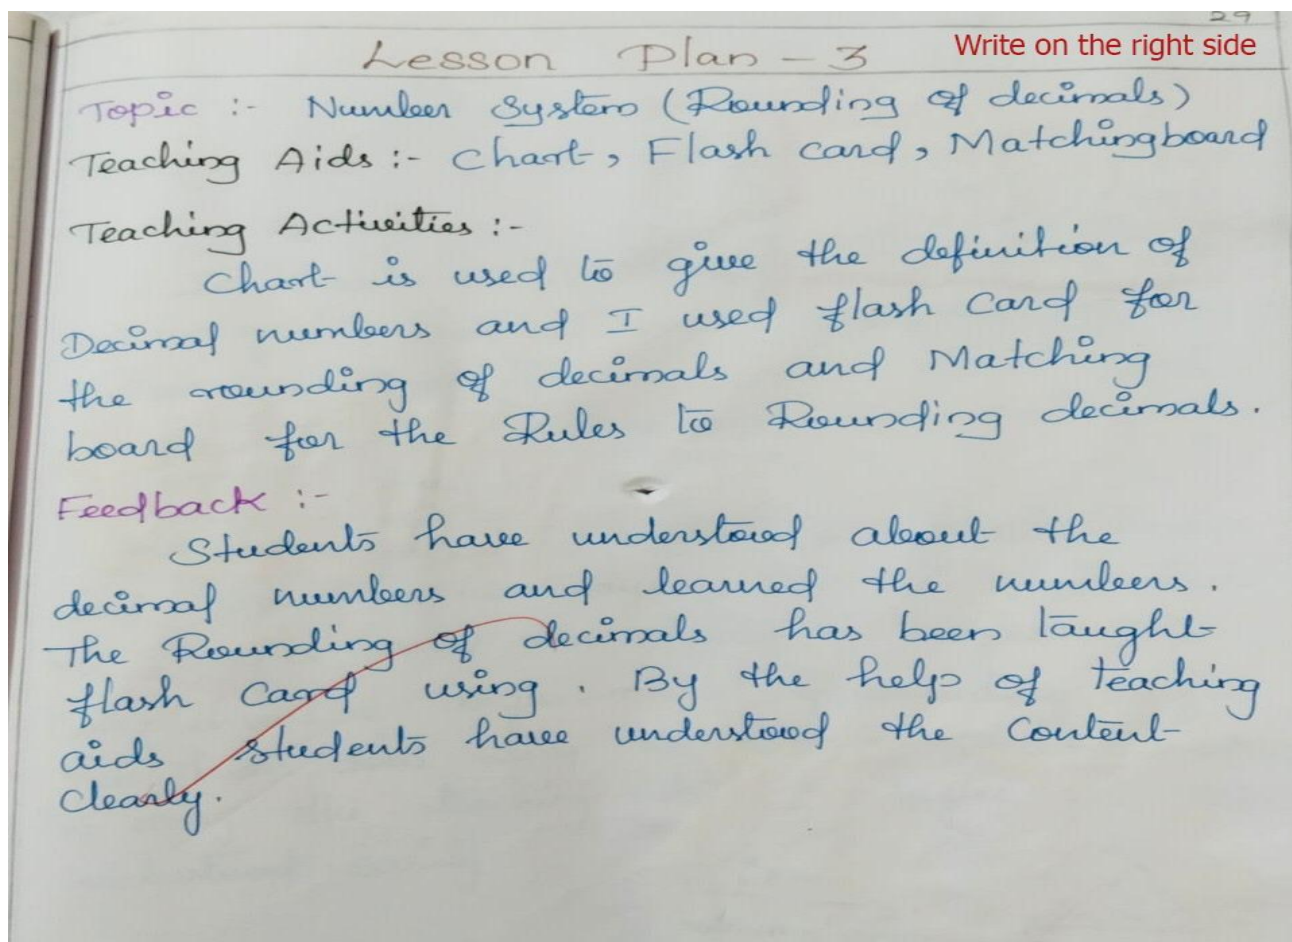 29
Lesson Plan - 3
Write on the right side
Topic :- Number System (Rounding of decimals)
Teaching Aids :- Chart, Flash card, Matchingboard
Teaching Activities :-
Chart is used to give the definition of
Decimal numbers and I used flash card for
the rounding of decimals and Matching
board for the Rules to Rounding decimals.
Feedback :-
Students have understood about the
decimal numbers and learned the numbers.
The Rounding of decimals has been taught
flash card using. By the help of teaching
aids students have understood the content
clearly.